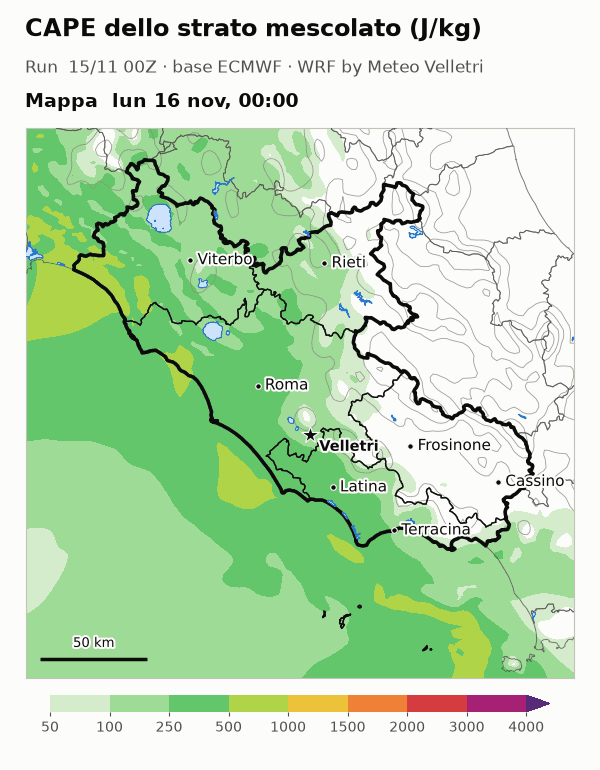 CAPE dello strato mescolato (J/kg)
Run  15/11 00Z · base ECMWF · WRF by Meteo Velletri
Mappa  lun 16 nov, 00:00
Viterbo
Rieti
Roma
Velletri
Frosinone
Latina
Cassino
Terracina
50 km
50 100 250 500 1000 1500 2000 3000 4000